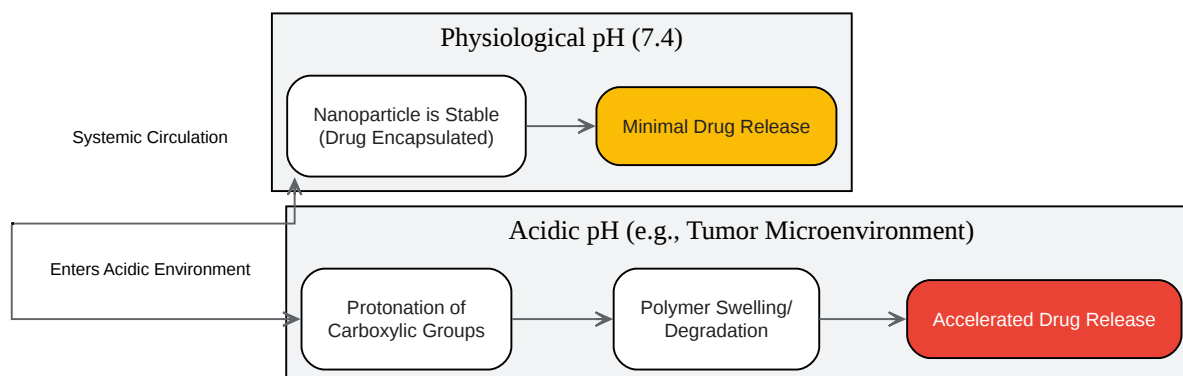 Physiological pH (7.4)
Systemic Circulation
Nanoparticle is Stable
(Drug Encapsulated)
Minimal Drug Release
Acidic pH (e.g., Tumor Microenvironment)
Enters Acidic Environment
Protonation of
Carboxylic Groups
Polymer Swelling/
Degradation
Accelerated Drug Release